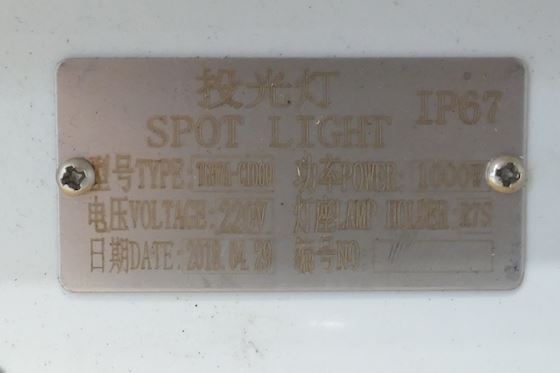 投光灯
SPOT LIGHT IP67
型号TYPE: 功率POWER: 1000W
电压VOLTAGE: 220V 灯座LAMP HOLDER: R7S
日期DATE: 2018.04.29 编号NO: